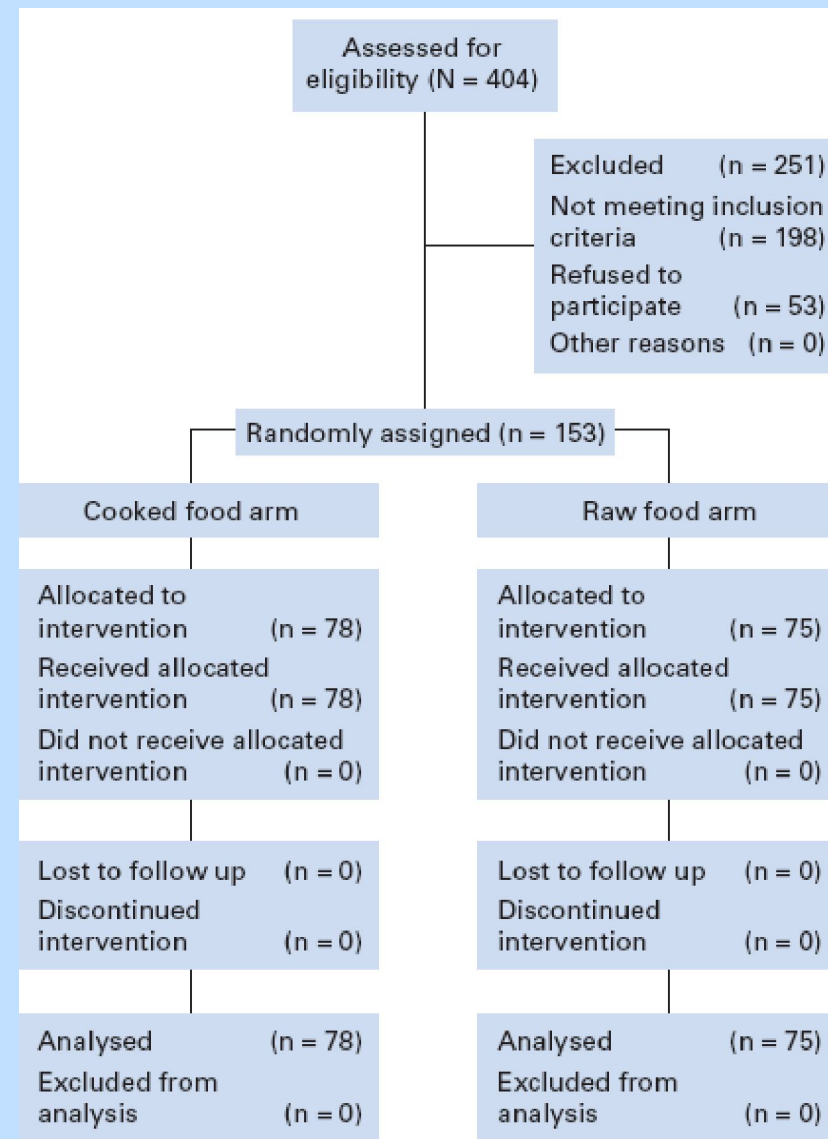 Assessed for
eligibility (N = 404)
Excluded (n = 251)
Not meeting inclusion
criteria (n = 198)
Refused to
participate (n = 53)
Other reasons (n = 0)
Randomly assigned (n = 153)
Cooked food arm
Allocated to
intervention (n = 78)
Received allocated
intervention (n = 78)
Did not receive allocated
intervention (n = 0)
Lost to follow up (n = 0)
Discontinued
intervention (n = 0)
Analysed (n = 78)
Excluded from
analysis (n = 0)
Raw food arm
Allocated to
intervention (n = 75)
Received allocated
intervention (n = 75)
Did not receive allocated
intervention (n = 0)
Lost to follow up (n = 0)
Discontinued
intervention (n = 0)
Analysed (n = 75)
Excluded from
analysis (n = 0)